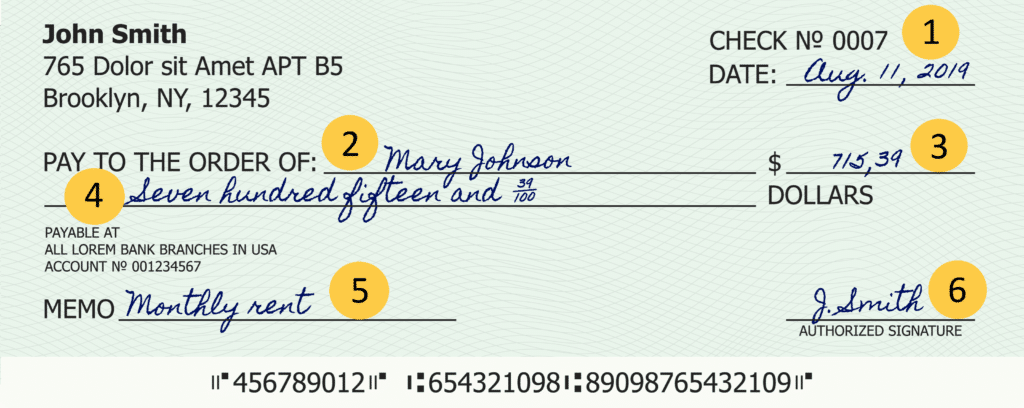 John Smith
765 Dolor sit Amet APT B5
Brooklyn, NY, 12345
CHECK № 0007 1
DATE: Aug. 11, 2019
PAY TO THE ORDER OF: 2 Mary Johnson $ 715,39 3
4 Seven hundred fifteen and 39/100 DOLLARS
PAYABLE AT
ALL LOREM BANK BRANCHES IN USA
ACCOUNT № 001234567
MEMO Monthly rent 5
J. Smith 6
AUTHORIZED SIGNATURE
⑈456789012⑈ ⑆654321098⑆89098765432109⑈